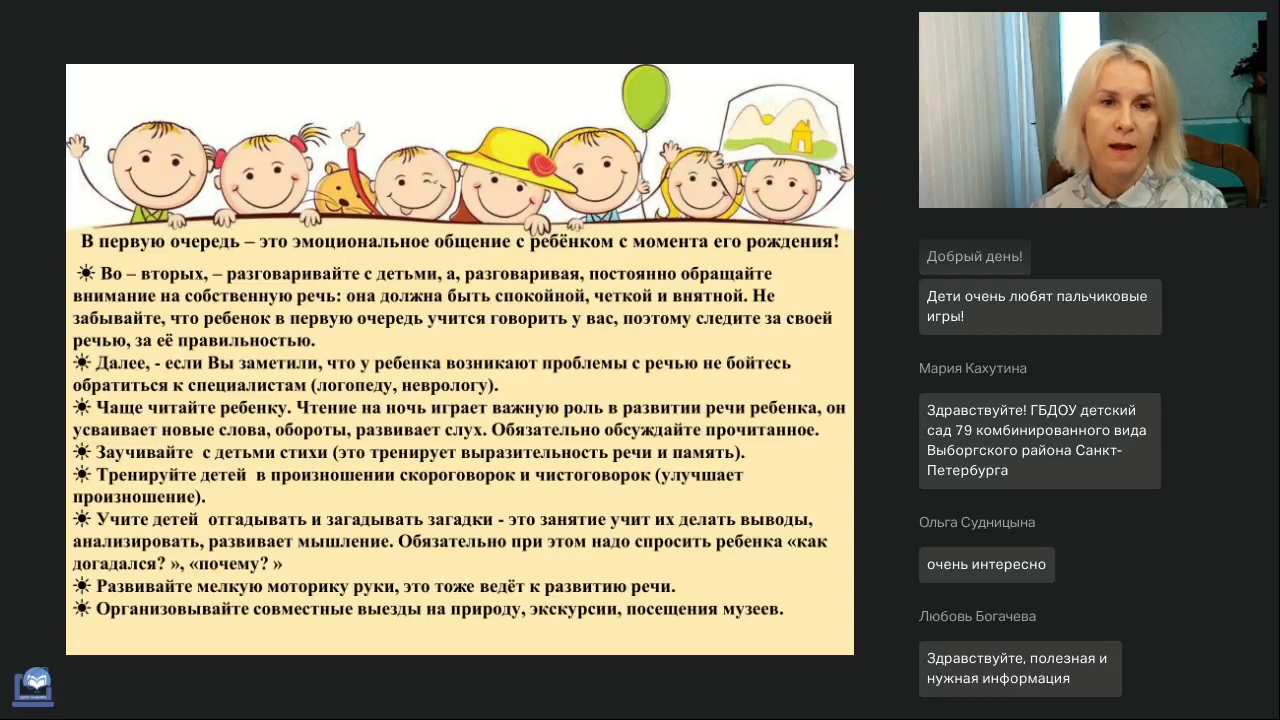 В первую очередь – это эмоциональное общение с ребёнком с момента его рождения!
☀ Во – вторых, – разговаривайте с детьми, а, разговаривая, постоянно обращайте
внимание на собственную речь: она должна быть спокойной, четкой и внятной. Не
забывайте, что ребенок в первую очередь учится говорить у вас, поэтому следите за своей
речью, за её правильностью.
☀ Далее, - если Вы заметили, что у ребенка возникают проблемы с речью не бойтесь
обратиться к специалистам (логопеду, неврологу).
☀ Чаще читайте ребенку. Чтение на ночь играет важную роль в развитии речи ребенка, он
усваивает новые слова, обороты, развивает слух. Обязательно обсуждайте прочитанное.
☀ Заучивайте  с детьми стихи (это тренирует выразительность речи и память).
☀ Тренируйте детей  в произношении скороговорок и чистоговорок (улучшает
произношение).
☀ Учите детей  отгадывать и загадывать загадки - это занятие учит их делать выводы,
анализировать, развивает мышление. Обязательно при этом надо спросить ребенка «как
догадался? », «почему? »
☀ Развивайте мелкую моторику руки, это тоже ведёт к развитию речи.
☀ Организовывайте совместные выезды на природу, экскурсии, посещения музеев.
Добрый день!
Дети очень любят пальчиковые
игры!
Мария Кахутина
Здравствуйте! ГБДОУ детский
сад 79 комбинированного вида
Выборгского района Санкт-
Петербурга
Ольга Судницына
очень интересно
Любовь Богачева
Здравствуйте, полезная и
нужная информация